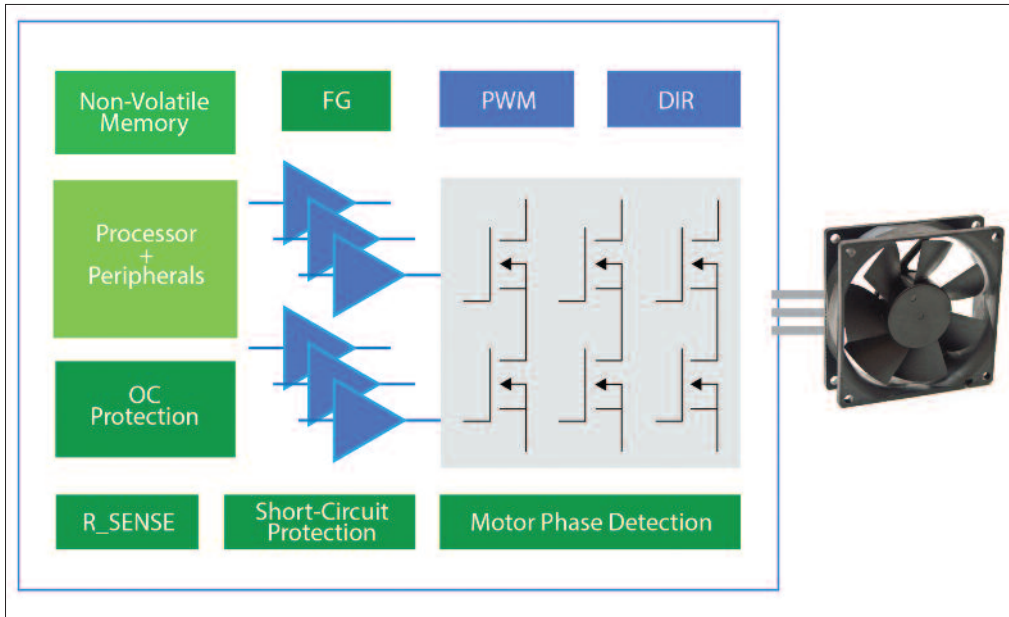 Non-Volatile
Memory
FG
PWM
DIR
Processor
+
Peripherals
OC
Protection
R_SENSE
Short-Circuit
Protection
Motor Phase Detection